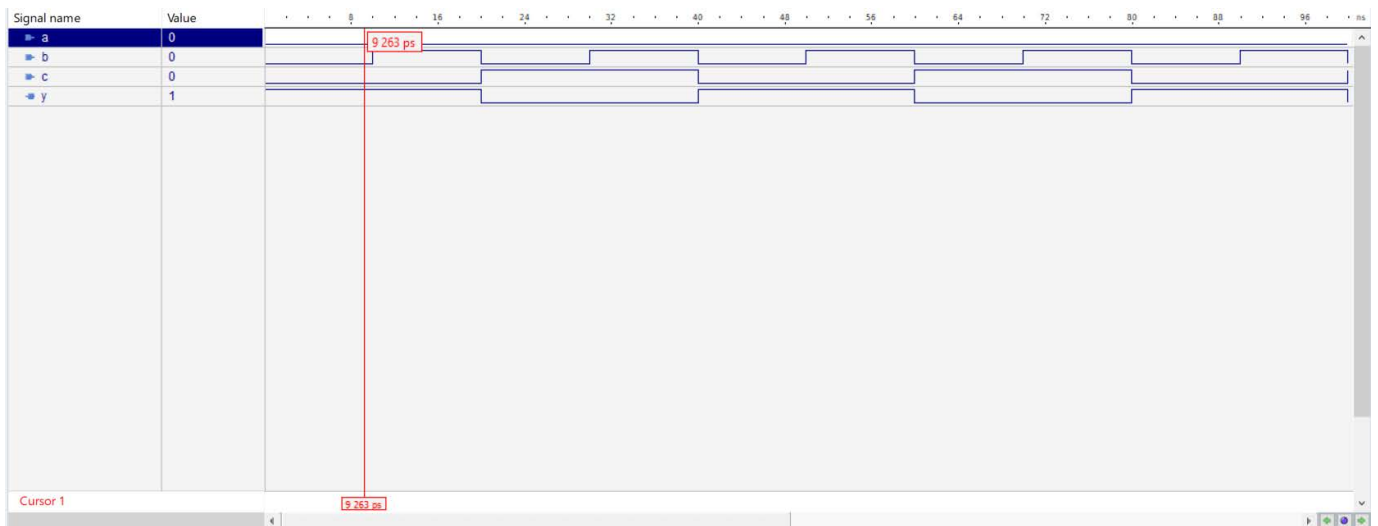 Signal name Value 8 16 24 32 40 48 56 64 72 80 88 96 ns
a 0 9 263 ps
b 0
c 0
y 1
Cursor 1 9 263 ps